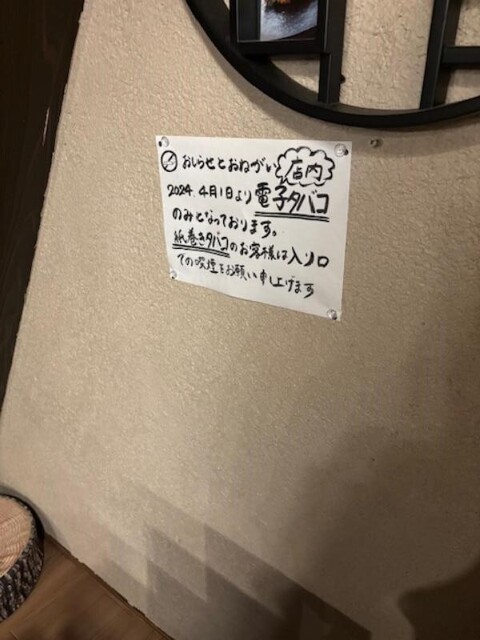 おしらせとおねがい 店内
2024.4月1日より電子タバコ
のみとなっております。
紙巻きタバコのお客様は入り口
での喫煙をお願い申し上げます